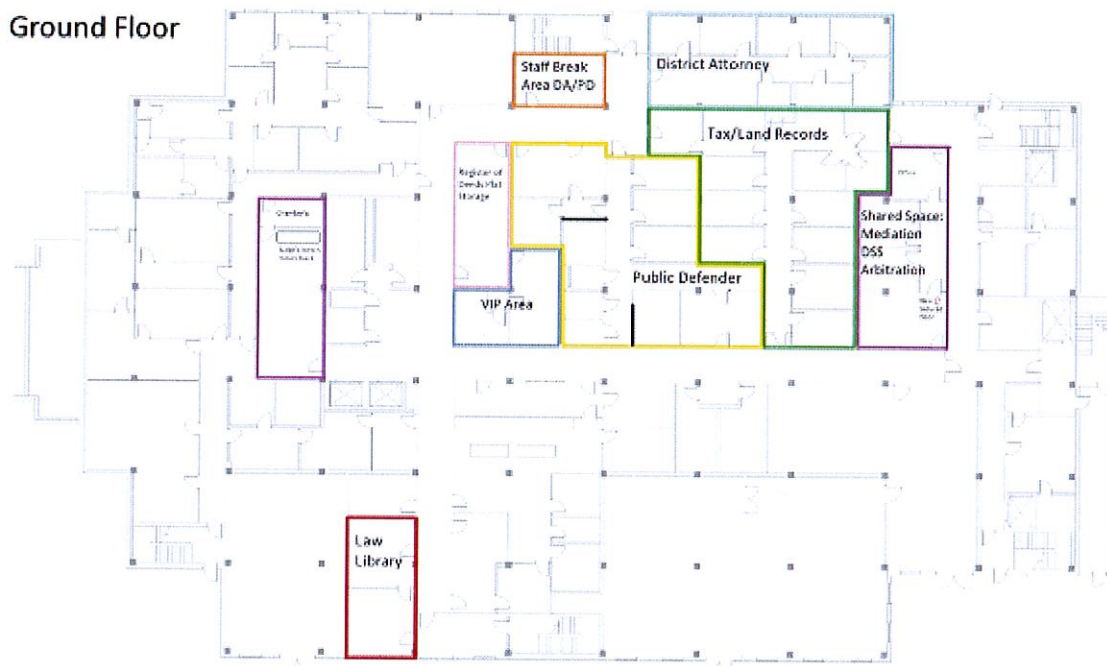 Ground Floor
Staff Break
Area DA/PD
District Attorney
Tax/Land Records
Register of
Deeds Plat
Storage
Shared Space:
Mediation
DSS
Arbitration
Public Defender
VIP Area
Law
Library